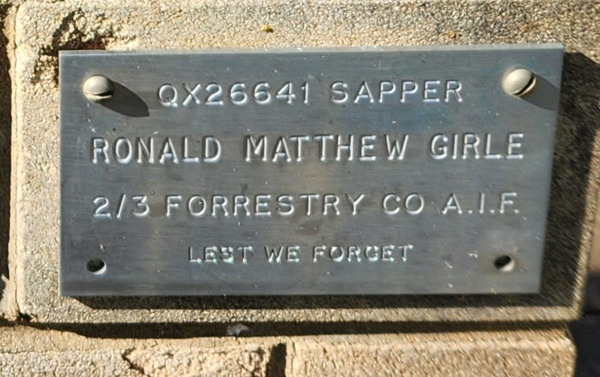 QX26641 SAPPER
RONALD MATTHEW GIRLE
2/3 FORRESTRY CO A.I.F.
LEST WE FORGET